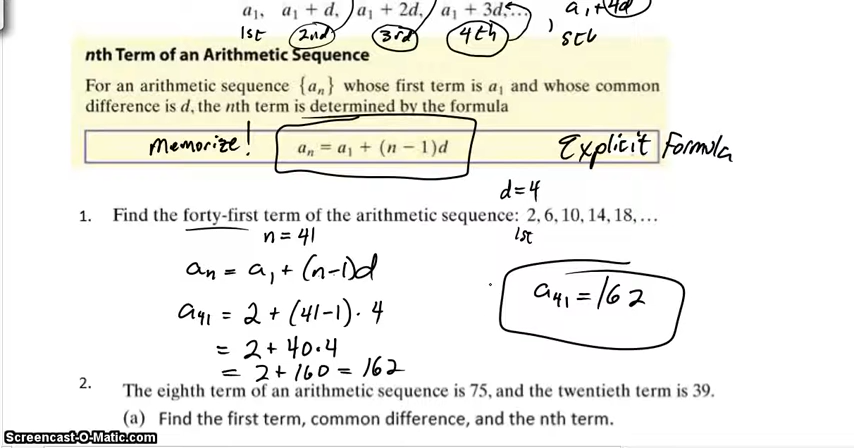 a₁, a₁ + d, a₁ + 2d, a₁ + 3d, ... , a₁ + 4d
1st 2nd 3rd 4th 5th
nth Term of an Arithmetic Sequence
For an arithmetic sequence {aₙ} whose first term is a₁ and whose common
difference is d, the nth term is determined by the formula
Memorize! aₙ = a₁ + (n − 1)d Explicit Formula
d=4
1. Find the forty-first term of the arithmetic sequence: 2, 6, 10, 14, 18, ...
n = 41 1st
aₙ = a₁ + (n-1)d
a₄₁ = 162
a₄₁ = 2 + (41-1) · 4
= 2 + 40·4
= 2 + 160 = 162
2. The eighth term of an arithmetic sequence is 75, and the twentieth term is 39.
(a) Find the first term, common difference, and the nth term.
Screencast-O-Matic.com